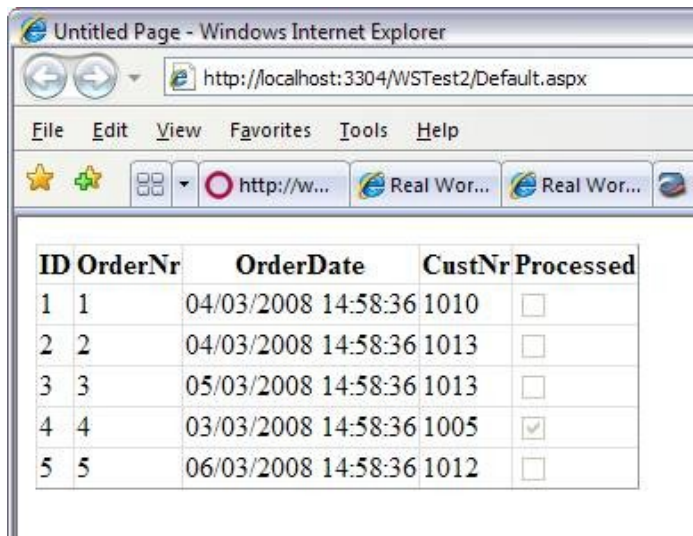 Untitled Page - Windows Internet Explorer
http://localhost:3304/WSTest2/Default.aspx
File Edit View Favorites Tools Help
http://w... Real Wor... Real Wor...
ID OrderNr OrderDate CustNr Processed
1 1 04/03/2008 14:58:36 1010
2 2 04/03/2008 14:58:36 1013
3 3 05/03/2008 14:58:36 1013
4 4 03/03/2008 14:58:36 1005
5 5 06/03/2008 14:58:36 1012